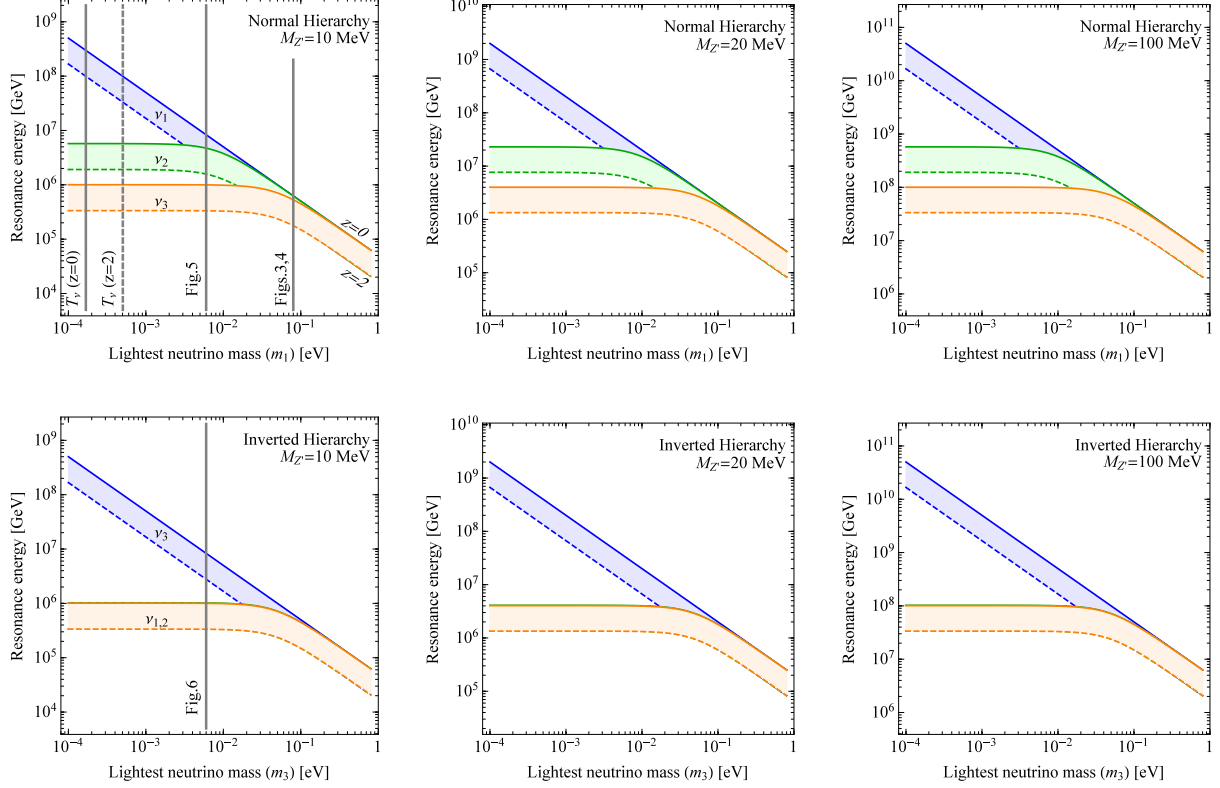 Normal Hierarchy
M_Z'=10 MeV
Resonance energy [GeV]
10^9
10^8
10^7
10^6
10^5
10^4
ν_1
ν_2
ν_3
z=0
z=2
T_ν (z=0)
T_ν (z=2)
Fig.5
Figs.3,4
10^-4
10^-3
10^-2
10^-1
1
Lightest neutrino mass (m_1) [eV]
Normal Hierarchy
M_Z'=20 MeV
Resonance energy [GeV]
10^10
10^9
10^8
10^7
10^6
10^5
10^-4
10^-3
10^-2
10^-1
1
Lightest neutrino mass (m_1) [eV]
Normal Hierarchy
M_Z'=100 MeV
Resonance energy [GeV]
10^11
10^10
10^9
10^8
10^7
10^6
10^-4
10^-3
10^-2
10^-1
1
Lightest neutrino mass (m_1) [eV]
Inverted Hierarchy
M_Z'=10 MeV
Resonance energy [GeV]
10^9
10^8
10^7
10^6
10^5
10^4
ν_3
ν_1,2
Fig.6
10^-4
10^-3
10^-2
10^-1
1
Lightest neutrino mass (m_3) [eV]
Inverted Hierarchy
M_Z'=20 MeV
Resonance energy [GeV]
10^10
10^9
10^8
10^7
10^6
10^5
10^-4
10^-3
10^-2
10^-1
1
Lightest neutrino mass (m_3) [eV]
Inverted Hierarchy
M_Z'=100 MeV
Resonance energy [GeV]
10^11
10^10
10^9
10^8
10^7
10^6
10^-4
10^-3
10^-2
10^-1
1
Lightest neutrino mass (m_3) [eV]